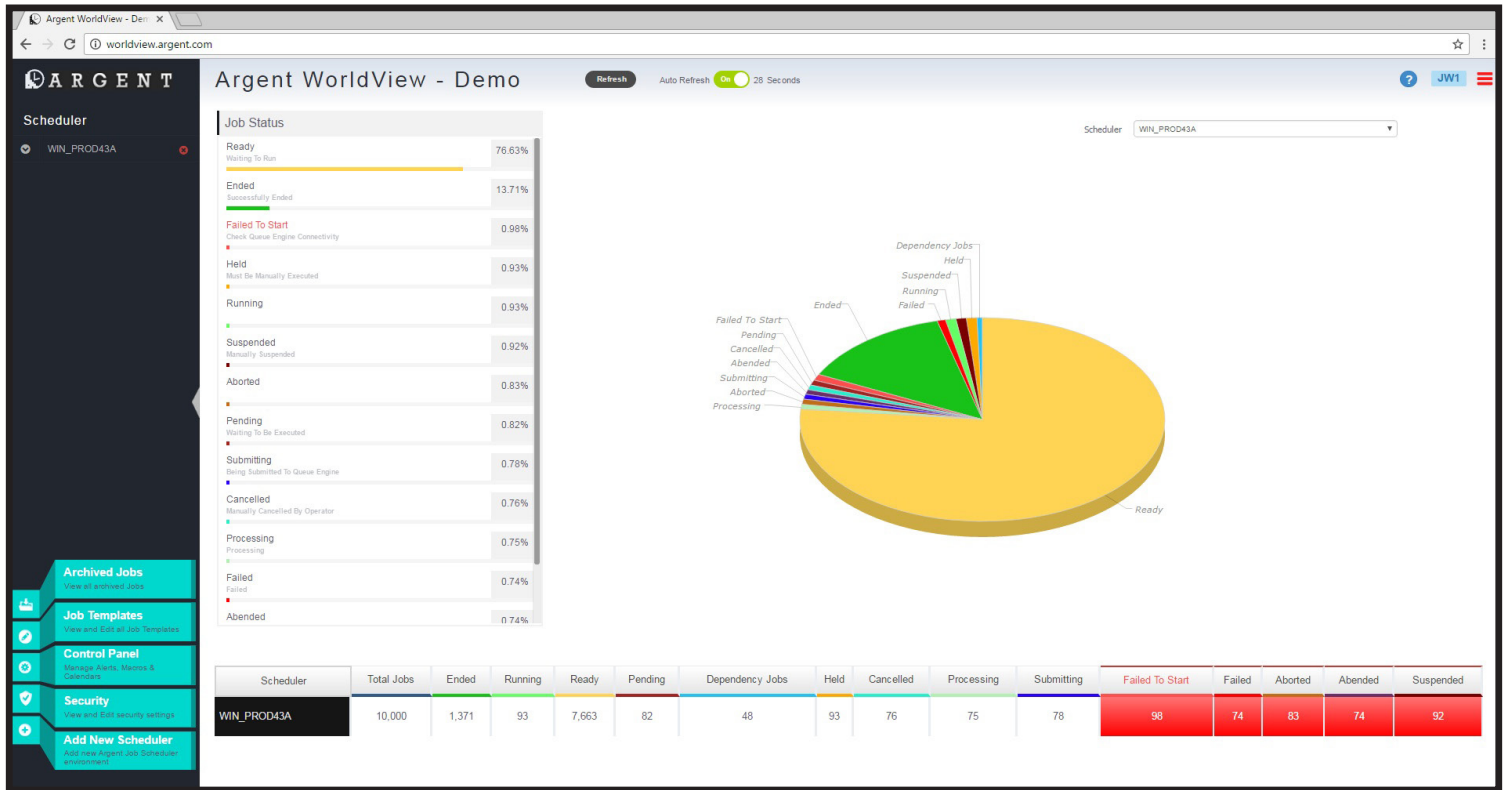 Argent WorldView - Dem
worldview.argent.com
ARGENT
Argent WorldView - Demo
Refresh
Auto Refresh On 28 Seconds
? JW1
Scheduler
WIN_PROD43A
Job Status
Scheduler WIN_PROD43A
Ready 76.63%
Waiting To Run
Ended 13.71%
Successfully Ended
Failed To Start 0.98%
Check Queue Engine Connectivity
Held 0.93%
Must Be Manually Executed
Running 0.93%
Suspended 0.92%
Manually Suspended
Aborted 0.83%
Pending 0.82%
Waiting To Be Executed
Submitting 0.78%
Being Submitted To Queue Engine
Cancelled 0.76%
Manually Cancelled By Operator
Processing 0.75%
Processing
Failed 0.74%
Failed
Abended 0.74%
Dependency Jobs
Held
Suspended
Running
Failed
Ended
Failed To Start
Pending
Cancelled
Abended
Submitting
Aborted
Processing
Ready
Archived Jobs
View all archived Jobs
Job Templates
View and Edit all Job Templates
Control Panel
Manage Alerts, Macros &
Calendars
Security
View and Edit security settings
Add New Scheduler
Add new Argent Job Scheduler
environment
Scheduler Total Jobs Ended Running Ready Pending Dependency Jobs Held Cancelled Processing Submitting Failed To Start Failed Aborted Abended Suspended
WIN_PROD43A 10,000 1,371 93 7,663 82 48 93 76 75 78 98 74 83 74 92